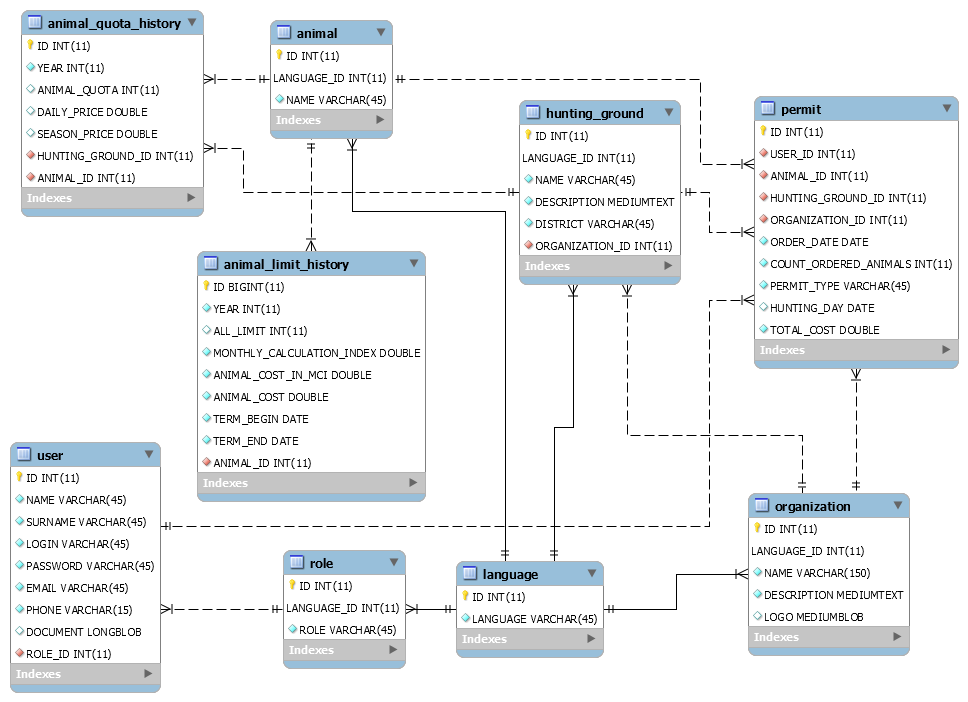 animal_quota_history
ID INT(11)
YEAR INT(11)
ANIMAL_QUOTA INT(11)
DAILY_PRICE DOUBLE
SEASON_PRICE DOUBLE
HUNTING_GROUND_ID INT(11)
ANIMAL_ID INT(11)
Indexes
animal
ID INT(11)
LANGUAGE_ID INT(11)
NAME VARCHAR(45)
Indexes
hunting_ground
ID INT(11)
LANGUAGE_ID INT(11)
NAME VARCHAR(45)
DESCRIPTION MEDIUMTEXT
DISTRICT VARCHAR(45)
ORGANIZATION_ID INT(11)
Indexes
permit
ID INT(11)
USER_ID INT(11)
ANIMAL_ID INT(11)
HUNTING_GROUND_ID INT(11)
ORGANIZATION_ID INT(11)
ORDER_DATE DATE
COUNT_ORDERED_ANIMALS INT(11)
PERMIT_TYPE VARCHAR(45)
HUNTING_DAY DATE
TOTAL_COST DOUBLE
Indexes
animal_limit_history
ID BIGINT(11)
YEAR INT(11)
ALL_LIMIT INT(11)
MONTHLY_CALCULATION_INDEX DOUBLE
ANIMAL_COST_IN_MCI DOUBLE
ANIMAL_COST DOUBLE
TERM_BEGIN DATE
TERM_END DATE
ANIMAL_ID INT(11)
Indexes
user
ID INT(11)
NAME VARCHAR(45)
SURNAME VARCHAR(45)
LOGIN VARCHAR(45)
PASSWORD VARCHAR(45)
EMAIL VARCHAR(45)
PHONE VARCHAR(15)
DOCUMENT LONGBLOB
ROLE_ID INT(11)
Indexes
role
ID INT(11)
LANGUAGE_ID INT(11)
ROLE VARCHAR(45)
Indexes
language
ID INT(11)
LANGUAGE VARCHAR(45)
Indexes
organization
ID INT(11)
LANGUAGE_ID INT(11)
NAME VARCHAR(150)
DESCRIPTION MEDIUMTEXT
LOGO MEDIUMBLOB
Indexes